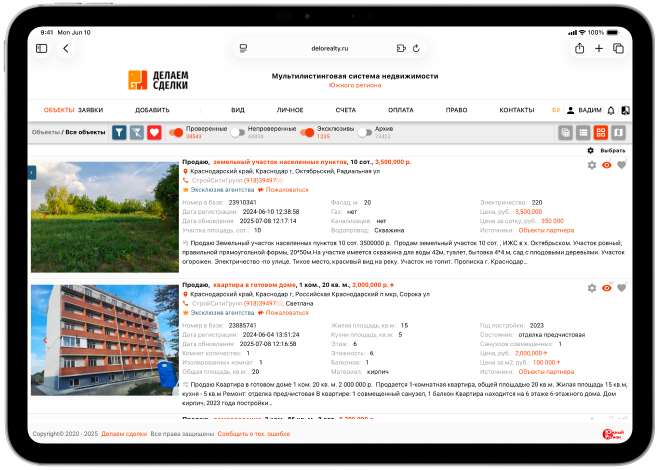 9:41 Mon Jun 10
100%
delorealty.ru
ДЕЛАЕМ
СДЕЛКИ
Мультилистинговая система недвижимости
Южного региона
ОБЪЕКТЫ ЗАЯВКИ ДОБАВИТЬ ВИД ЛИЧНОЕ СЧЕТА ОПЛАТА ПРАВО КОНТАКТЫ 0 ₽ ВАДИМ
Объекты / Все объекты
Проверенные Непроверенные Эксклюзивы Архив
38543 44838 1235 73422
Выбрать
Продаю, земельный участок населенных пунктов, 10 сот., 3,500,000 р.
Краснодарский край, Краснодар г, Октябрьский, Радиальная ул
СтройСитиГрупп (918)39497
Эксклюзив агентства Пожаловаться
Номер в базе: 23910341 Фасад, м: 20 Электричество: 220
Дата регистрации: 2024-06-10 12:38:58 Газ: нет Цена, руб.: 3,500,000
Дата обновления: 2025-07-08 12:17:14 Канализация: нет Цена за сотку, руб.: 350 000
Участка площадь, сот.: 10 Водопровод: Скважина Источники: Объекты партнера
Продаю Земельный участок населенных пунктов 10 сот. 3500000 р. Продам земельный участок 10 сот. , ИЖС в х. Октябрьском. Участок ровный,
правильной прямоугольной формы, 20*50м.На участке имеется скважина для воды 42м, туалет, бытовка 4*4 м, сад с плодовыми деревьями. Участок
огорожен. Электричество -по улице. Тихое место, красивый вид на реку. Участок не топит. Прописка г. Краснодар...
Продаю, квартира в готовом доме, 1 ком., 20 кв. м., 2,000,000 р.
Краснодарский край, Краснодар г, Российская Краснодарский п мкр, Сорока ул
СтройСитиГрупп (918)39497 Светлана
Эксклюзив агентства Пожаловаться
Номер в базе: 23885741 Жилая площадь, кв.м: 15 Год постройки: 2023
Дата регистрации: 2024-06-04 13:51:24 Кухни площадь, кв.м: 5 Состояние: отделка предчистовая
Дата обновления: 2025-07-08 12:16:58 Этаж: 6 Санузлов совмещённых: 1
Комнат количество: 1 Этажность: 6 Цена, руб.: 2,000,000
Изолированных комнат: 1 Балконов: 1 Цена за м2, руб.: 100 000
Общая площадь, кв.м: 20 Материал: кирпич Источники: Объекты партнера
Продаю Квартира в готовом доме 1 ком. 20 кв. м. 2 000 000 р. Продается 1-комнатная квартира, общей площадью 20 кв.м. Жилая площадь 15 кв.м,
кухня - 5 кв.м Ремонт: отделка предчистовая В квартире: 1 совмещенный санузел, 1 балкон Квартира находится на 6 этаже 6-этажного дома. Дом
кирпич, 2023 года постройки...
Copyright© 2020 - 2025 Делаем сделки Все права защищены Сообщить о тех. ошибке